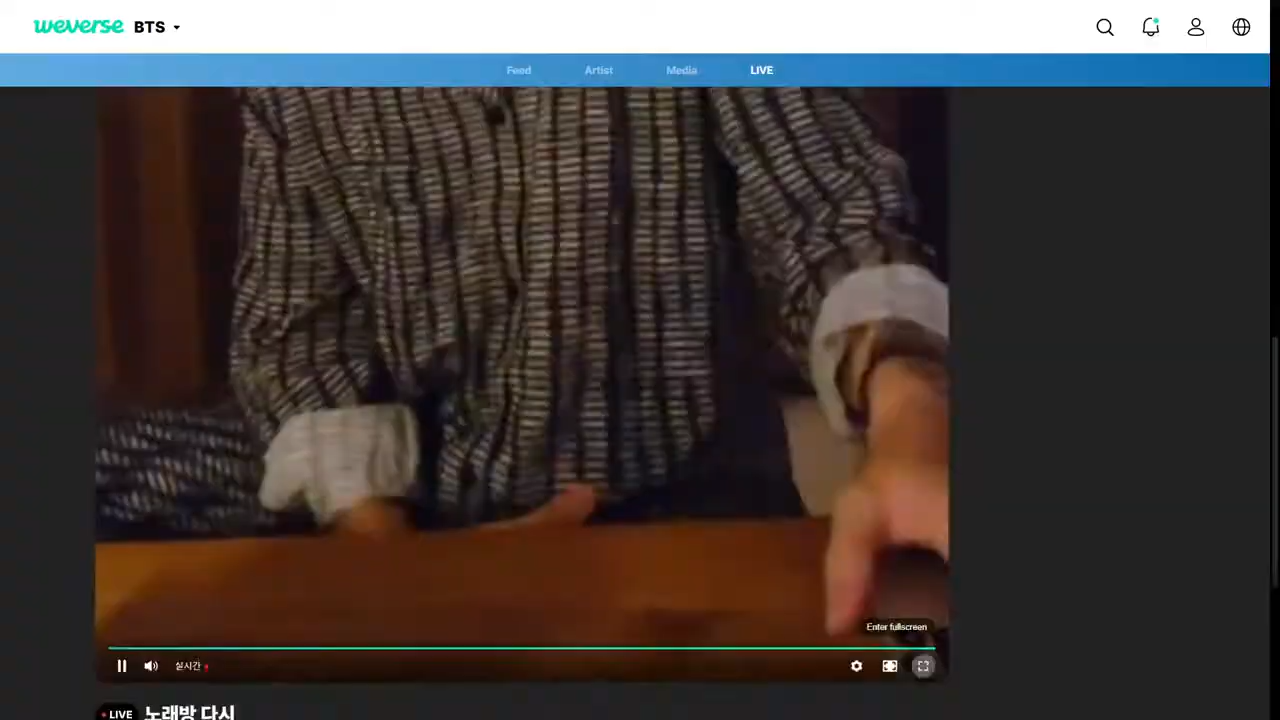 weverse BTS
Feed Artist Media LIVE
Enter fullscreen
실시간
LIVE 노래방 다시